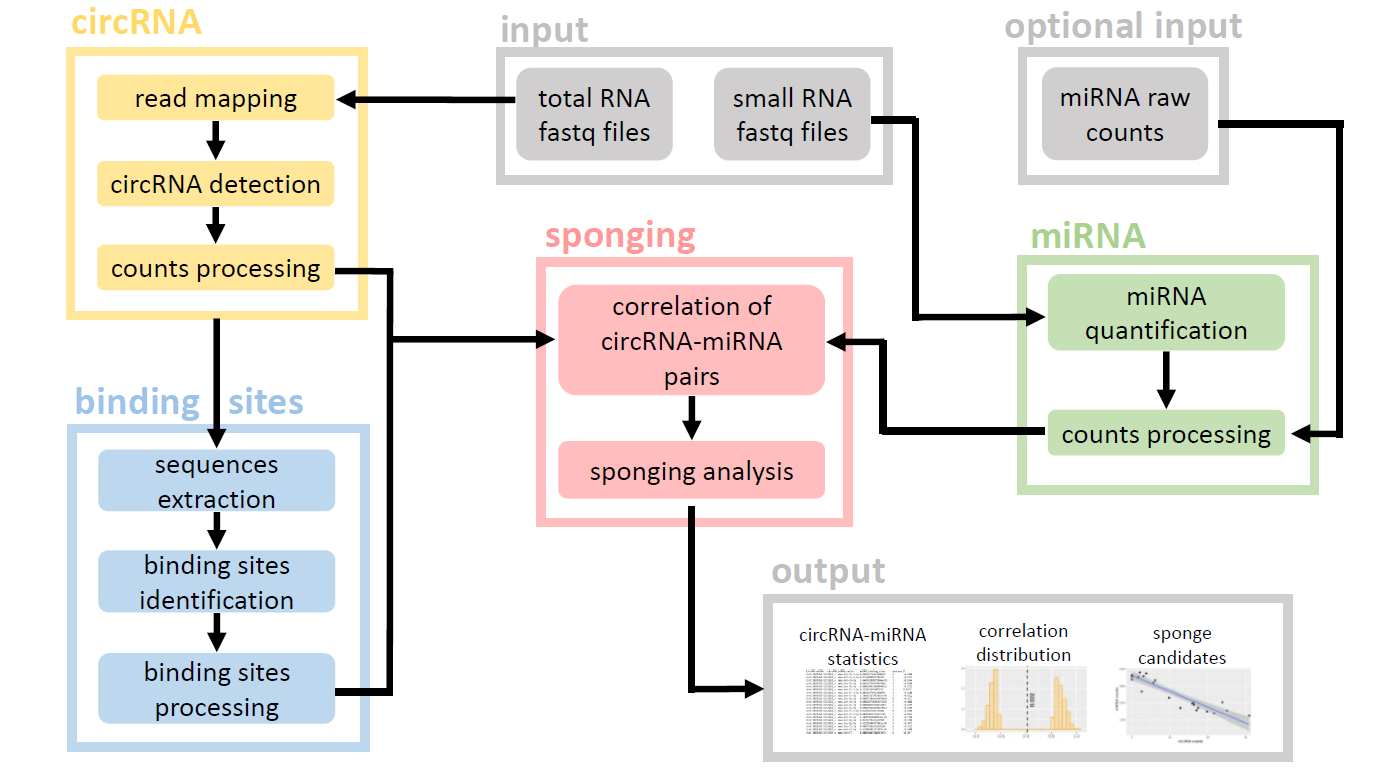 circRNA
read mapping
circRNA detection
counts processing
input
total RNA
fastq files
small RNA
fastq files
optional input
miRNA raw
counts
sponging
correlation of
circRNA-miRNA
pairs
sponging analysis
miRNA
miRNA
quantification
counts processing
binding sites
sequences
extraction
binding sites
identification
binding sites
processing
output
circRNA-miRNA
statistics
correlation
distribution
sponge
candidates